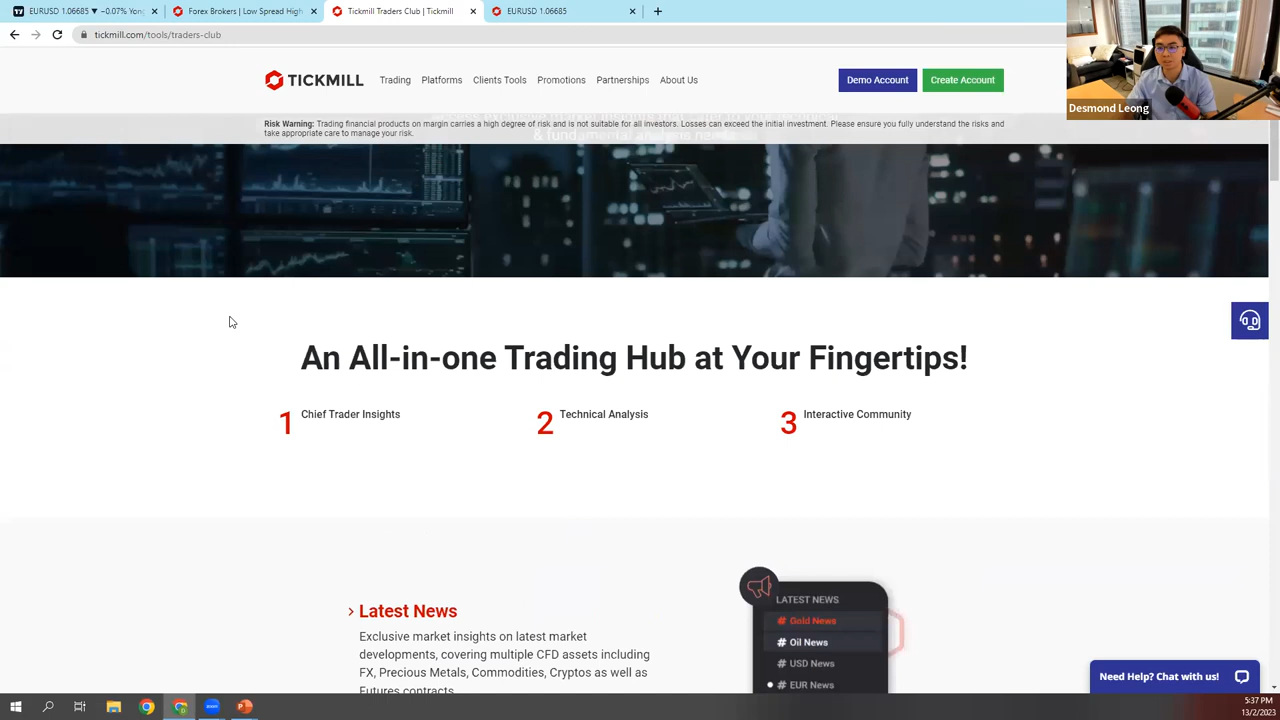 EURUSD 1.06685 ▼ −0.07% Yong
Forex Brokers | Low Spread High
Tickmill Traders Club | Tickmill
EURUSD 1.06685
tickmill.com/tools/traders-club
TICKMILL
Trading
Platforms
Clients Tools
Promotions
Partnerships
About Us
Demo Account
Create Account
Desmond Leong
Risk Warning: Trading financial products on margin carries a high degree of risk and is not suitable for all investors. Losses can exceed the initial investment. Please ensure you fully understand the risks and
take appropriate care to manage your risk.
& fundamental analysis needs
An All-in-one Trading Hub at Your Fingertips!
1 Chief Trader Insights
2 Technical Analysis
3 Interactive Community
Latest News
Exclusive market insights on latest market
developments, covering multiple CFD assets including
FX, Precious Metals, Commodities, Cryptos as well as
Futures contracts.
LATEST NEWS
# Gold News
# Oil News
# USD News
# EUR News
Need Help? Chat with us!
5:37 PM
13/2/2023